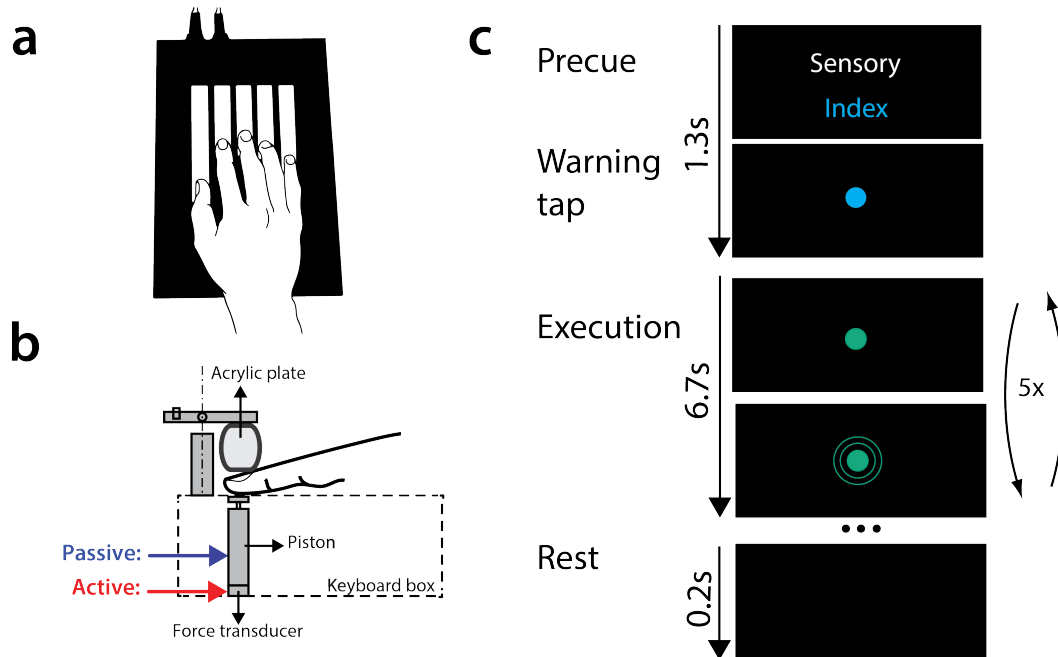 a
b
Acrylic plate
Passive:
Piston
Active:
Keyboard box
Force transducer
c
Precue
Sensory
Index
1.3s
Warning
tap
Execution
6.7s
5x
Rest
0.2s